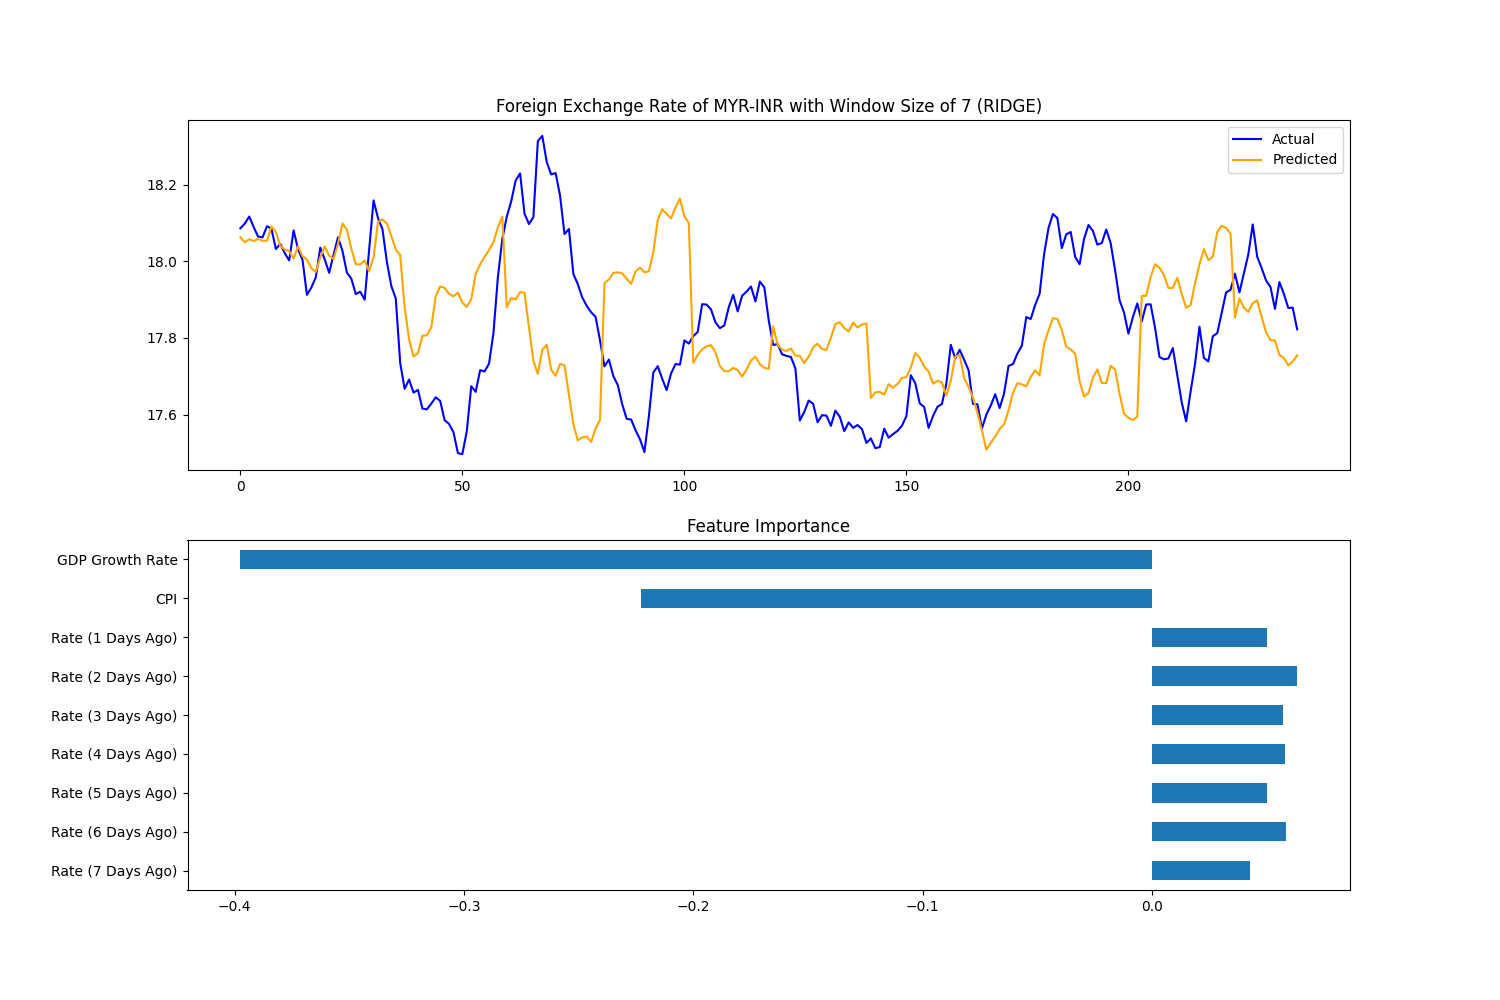 Foreign Exchange Rate of MYR-INR with Window Size of 7 (RIDGE)
Actual
Predicted
18.2
18.0
17.8
17.6
0 50 100 150 200
Feature Importance
GDP Growth Rate
CPI
Rate (1 Days Ago)
Rate (2 Days Ago)
Rate (3 Days Ago)
Rate (4 Days Ago)
Rate (5 Days Ago)
Rate (6 Days Ago)
Rate (7 Days Ago)
−0.4 −0.3 −0.2 −0.1 0.0